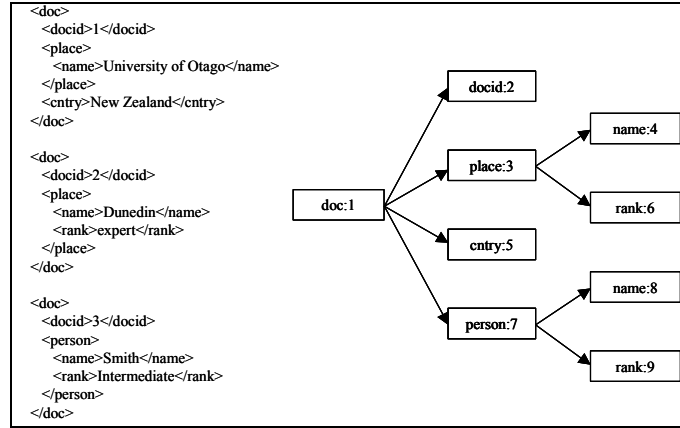 <doc>
<docid>1</docid>
<place>
<name>University of Otago</name>
</place>
<cntry>New Zealand</cntry>
</doc>
<doc>
<docid>2</docid>
<place>
<name>Dunedin</name>
<rank>expert</rank>
</place>
</doc>
<doc>
<docid>3</docid>
<person>
<name>Smith</name>
<rank>Intermediate</rank>
</person>
</doc>
doc:1
docid:2
place:3
cntry:5
person:7
name:4
rank:6
name:8
rank:9